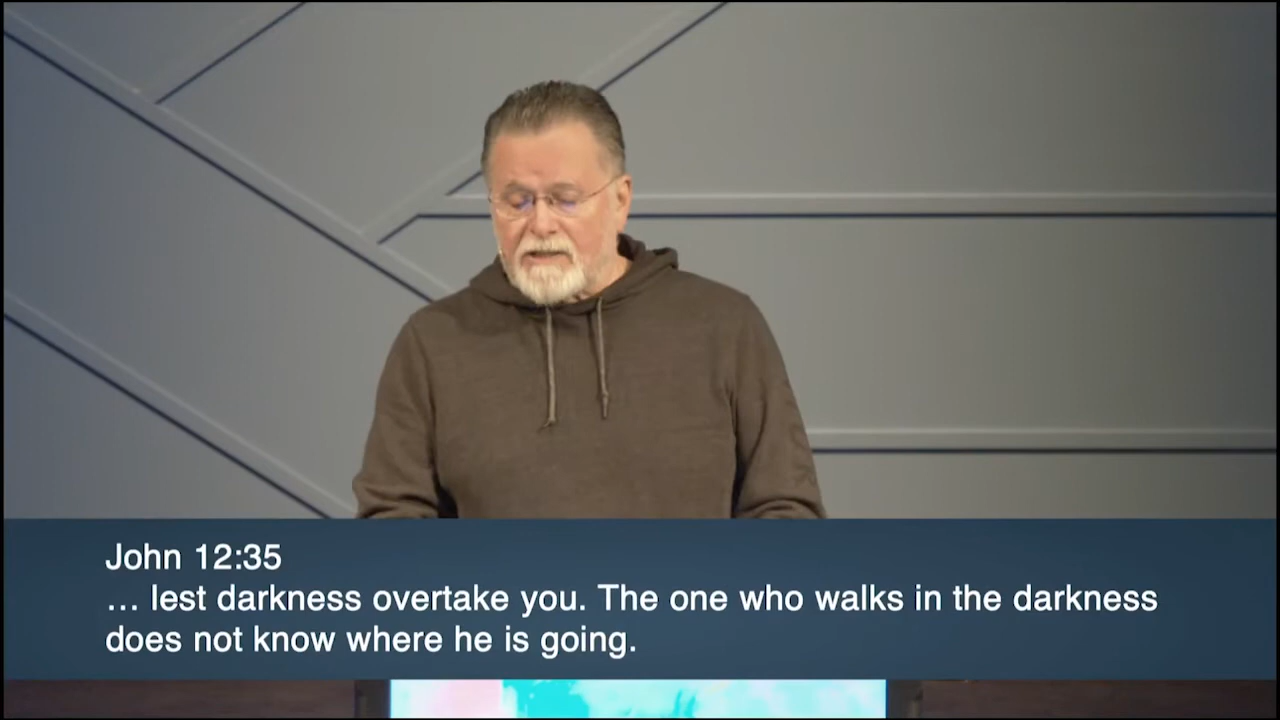 John 12:35
… lest darkness overtake you. The one who walks in the darkness
does not know where he is going.